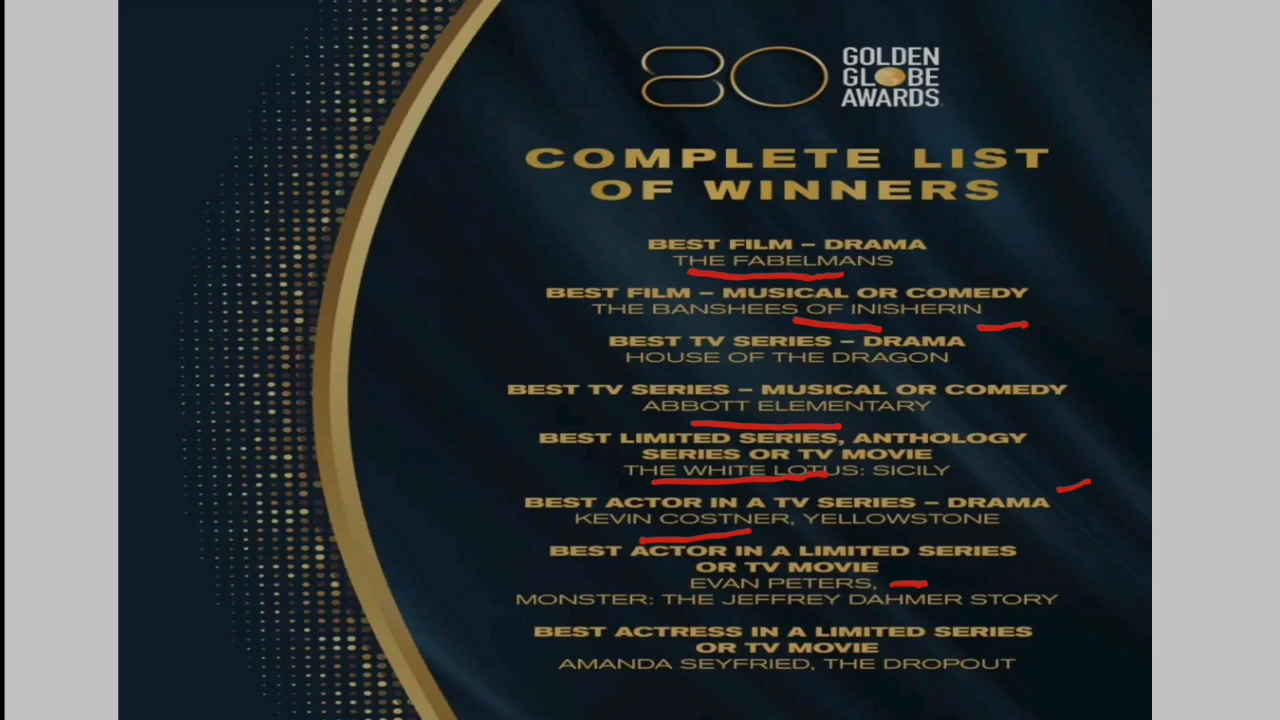 80 GOLDEN
GLOBE
AWARDS
COMPLETE LIST
OF WINNERS
BEST FILM – DRAMA
THE FABELMANS
BEST FILM – MUSICAL OR COMEDY
THE BANSHEES OF INISHERIN
BEST TV SERIES – DRAMA
HOUSE OF THE DRAGON
BEST TV SERIES – MUSICAL OR COMEDY
ABBOTT ELEMENTARY
BEST LIMITED SERIES, ANTHOLOGY
SERIES OR TV MOVIE
THE WHITE LOTUS: SICILY
BEST ACTOR IN A TV SERIES – DRAMA
KEVIN COSTNER, YELLOWSTONE
BEST ACTOR IN A LIMITED SERIES
OR TV MOVIE
EVAN PETERS,
MONSTER: THE JEFFREY DAHMER STORY
BEST ACTRESS IN A LIMITED SERIES
OR TV MOVIE
AMANDA SEYFRIED, THE DROPOUT